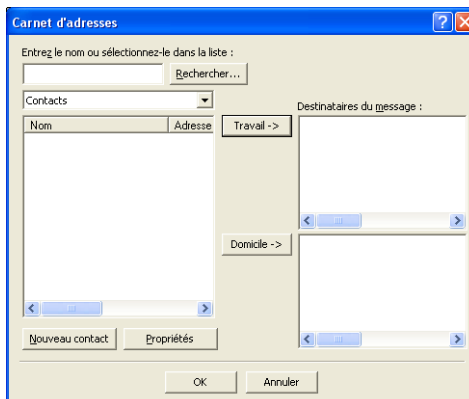 Carnet d'adresses
Entrez le nom ou sélectionnez-le dans la liste :
Rechercher...
Contacts
Destinataires du message :
Nom Adresse
Travail ->
Domicile ->
Nouveau contact Propriétés
OK Annuler